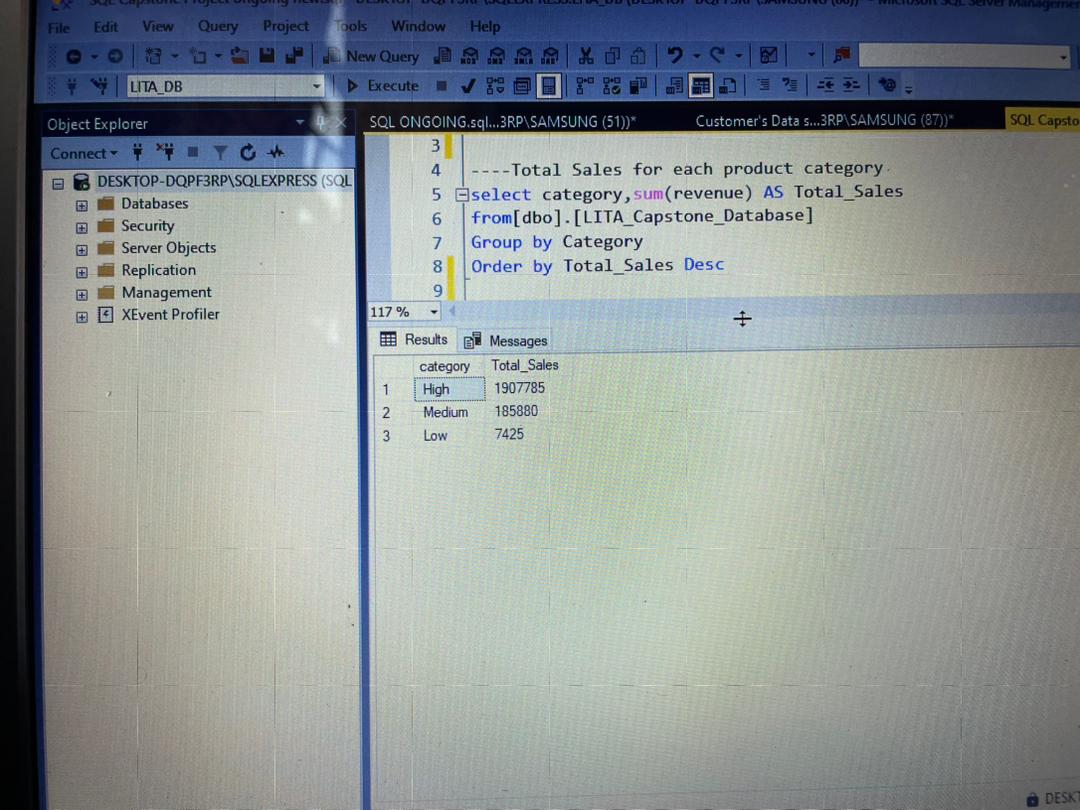 File Edit View Query Project Tools Window Help
New Query
LITA_DB Execute
Object Explorer
Connect
DESKTOP-DQPF3RP\SQLEXPRESS (SQL
Databases
Security
Server Objects
Replication
Management
XEvent Profiler
SQL ONGOING.sql...3RP\SAMSUNG (51))* Customer's Data s...3RP\SAMSUNG (87))* SQL Capsto
3
4 ----Total Sales for each product category
5 select category,sum(revenue) AS Total_Sales
6 from[dbo].[LITA_Capstone_Database]
7 Group by Category
8 Order by Total_Sales Desc
9
117 %
Results Messages
category Total_Sales
1 High 1907785
2 Medium 185880
3 Low 7425
DESKT